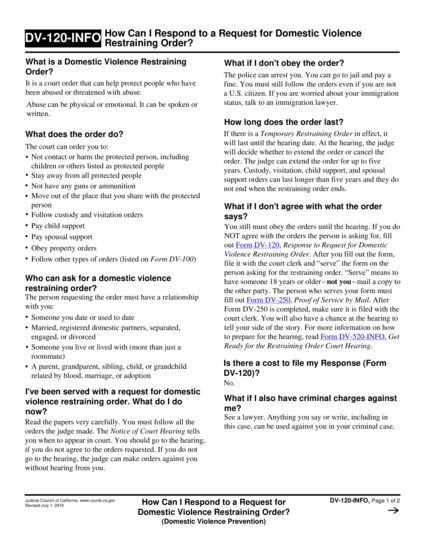 DV-120-INFO
How Can I Respond to a Request for Domestic Violence
Restraining Order?
What is a Domestic Violence Restraining
Order?
It is a court order that can help protect people who have
been abused or threatened with abuse.
Abuse can be physical or emotional. It can be spoken or
written.
What does the order do?
The court can order you to:
• Not contact or harm the protected person, including
children or others listed as protected people
• Stay away from all protected people
• Not have any guns or ammunition
• Move out of the place that you share with the protected
person
• Follow custody and visitation orders
• Pay child support
• Pay spousal support
• Obey property orders
• Follow other types of orders (listed on Form DV-100)
Who can ask for a domestic violence
restraining order?
The person requesting the order must have a relationship
with you:
• Someone you date or used to date
• Married, registered domestic partners, separated,
engaged, or divorced
• Someone you live or lived with (more than just a
roommate)
• A parent, grandparent, sibling, child, or grandchild
related by blood, marriage, or adoption
I've been served with a request for domestic
violence restraining order. What do I do
now?
Read the papers very carefully. You must follow all the
orders the judge made. The Notice of Court Hearing tells
you when to appear in court. You should go to the hearing,
if you do not agree to the orders requested. If you do not
go to the hearing, the judge can make orders against you
without hearing from you.
What if I don't obey the order?
The police can arrest you. You can go to jail and pay a
fine. You must still follow the orders even if you are not
a U.S. citizen. If you are worried about your immigration
status, talk to an immigration lawyer.
How long does the order last?
If there is a Temporary Restraining Order in effect, it
will last until the hearing date. At the hearing, the judge
will decide whether to extend the order or cancel the
order. The judge can extend the order for up to five
years. Custody, visitation, child support, and spousal
support orders can last longer than five years and they do
not end when the restraining order ends.
What if I don't agree with what the order
says?
You still must obey the orders until the hearing. If you do
NOT agree with the orders the person is asking for, fill
out Form DV-120, Response to Request for Domestic
Violence Restraining Order. After you fill out the form,
file it with the court clerk and “serve” the form on the
person asking for the restraining order. “Serve” means to
have someone 18 years or older–not you–mail a copy to
the other party. The person who serves your form must
fill out Form DV-250, Proof of Service by Mail. After
Form DV-250 is completed, make sure it is filed with the
court clerk. You will also have a chance at the hearing to
tell your side of the story. For more information on how
to prepare for the hearing, read Form DV-520-INFO, Get
Ready for the Restraining Order Court Hearing.
Is there a cost to file my Response (Form
DV-120)?
No.
What if I also have criminal charges against
me?
See a lawyer. Anything you say or write, including in
this case, can be used against you in your criminal case.
Judicial Council of California, www.courts.ca.gov
Revised July 1, 2016
How Can I Respond to a Request for
Domestic Violence Restraining Order?
(Domestic Violence Prevention)
DV-120-INFO, Page 1 of 2